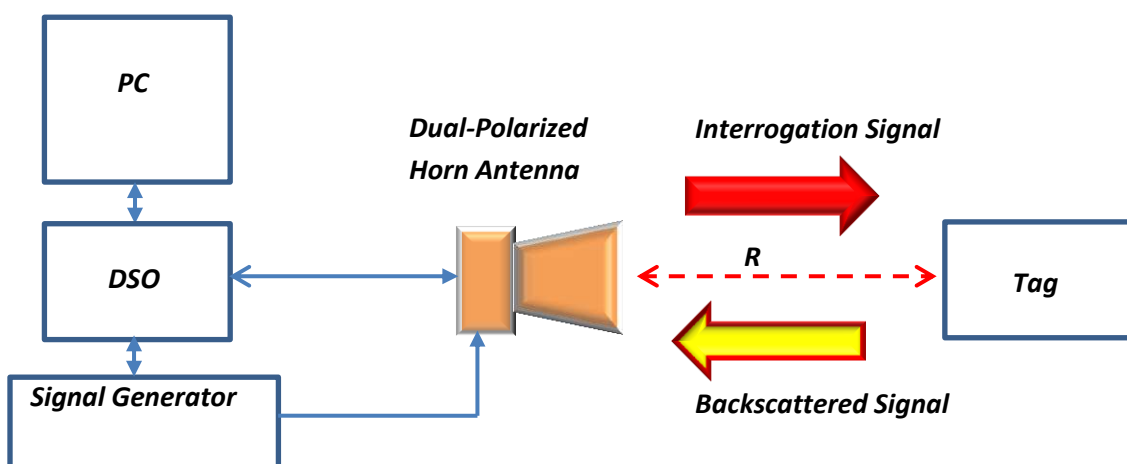 PC
Dual-Polarized
Horn Antenna
Interrogation Signal
DSO
R
Tag
Signal Generator
Backscattered Signal